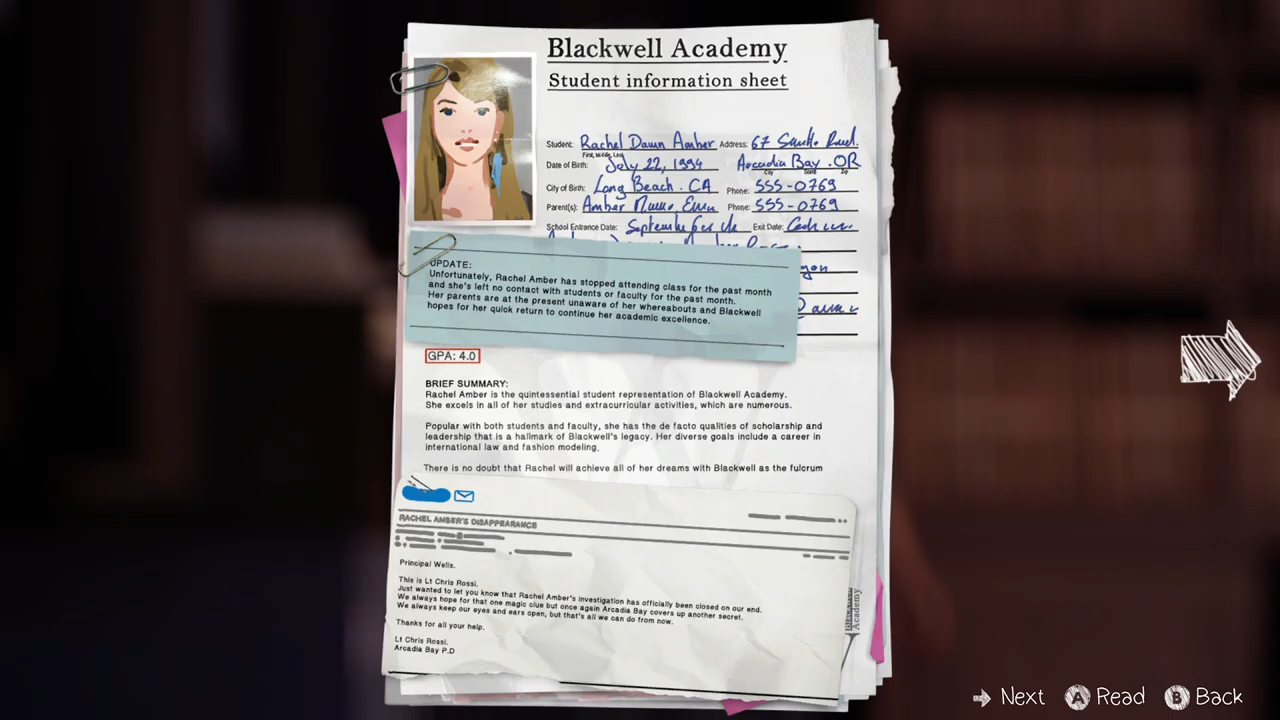 Blackwell Academy
Student information sheet
Student: Rachel Dawn Amber Address: 67
First, Middle, Last
Date of Birth: July 22, 1994 Arcadia Bay . OR
City State Zip
City of Birth: Long Beach . CA Phone: 555-0769
Parent(s): Amber Phone: 555-0769
School Entrance Date: Exit Date:
UPDATE:
Unfortunately, Rachel Amber has stopped attending class for the past month
and she's left no contact with students or faculty for the past month.
Her parents are at the present unaware of her whereabouts and Blackwell
hopes for her quick return to continue her academic excellence.
GPA: 4.0
BRIEF SUMMARY:
Rachel Amber is the quintessential student representation of Blackwell Academy.
She excels in all of her studies and extracurricular activities, which are numerous.
Popular with both students and faculty, she has the de facto qualities of scholarship and
leadership that is a hallmark of Blackwell's legacy. Her diverse goals include a career in
international law and fashion modeling.
There is no doubt that Rachel will achieve all of her dreams with Blackwell as the fulcrum
RACHEL AMBER'S DISAPPEARANCE
Principal Wells.
This is Lt Chris Rossi.
Just wanted to let you know that Rachel Amber's investigation has officially been closed on our end.
We always hope for that one magic clue but once again Arcadia Bay covers up another secret.
We always keep our eyes and ears open, but that's all we can do from now.
Thanks for all your help.
Lt Chris Rossi.
Arcadia Bay P.D
Academy
Next A Read B Back